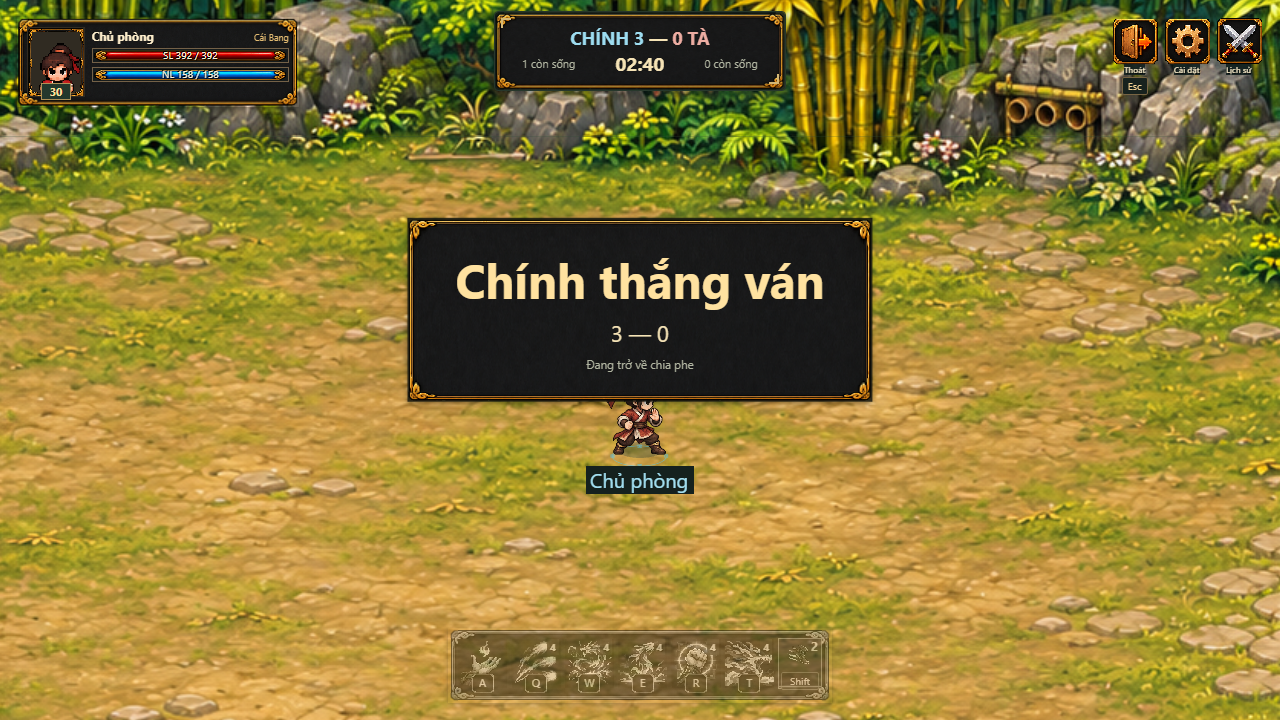 Chủ phòng
Cái Bang
SL 392 / 392
NL 158 / 158
30
CHÍNH 3 — 0 TÀ
1 còn sống
02:40
0 còn sống
Thoát
Cài đặt
Lịch sử
Esc
Chính thắng ván
3 — 0
Đang trở về chia phe
Chủ phòng
4
4
4
4
4
2
A
Q
W
E
R
T
Shift